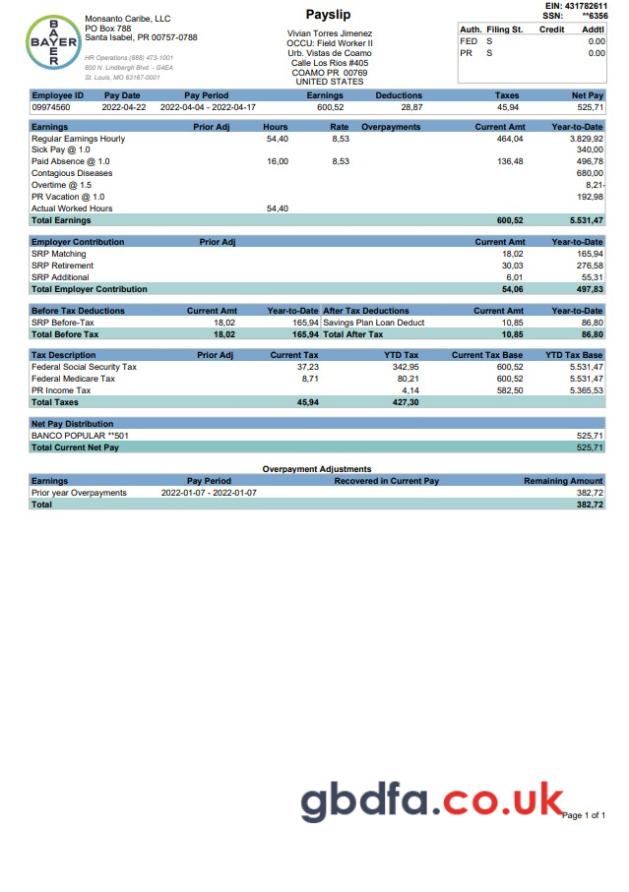 BAYER
BAYER
Monsanto Caribe, LLC
PO Box 788
Santa Isabel, PR 00757-0788
HR Operations (888) 473-1001
800 N. Lindbergh Blvd. – G4EA
St. Louis, MO 63167-0001
Payslip
Vivian Torres Jimenez
OCCU: Field Worker II
Urb. Vistas de Coamo
Calle Los Rios #405
COAMO PR 00769
UNITED STATES
EIN: 431782611
SSN: **6356
Auth. Filing St. Credit Addtl
FED S 0.00
PR S 0.00
Employee ID Pay Date Pay Period Earnings Deductions Taxes Net Pay
09974560 2022-04-22 2022-04-04 - 2022-04-17 600,52 28,87 45,94 525,71
Earnings Prior Adj Hours Rate Overpayments Current Amt Year-to-Date
Regular Earnings Hourly 54,40 8,53 464,04 3.829,92
Sick Pay @ 1.0 340,00
Paid Absence @ 1.0 16,00 8,53 136,48 496,78
Contagious Diseases 680,00
Overtime @ 1.5 8,21-
PR Vacation @ 1.0 192,98
Actual Worked Hours 54,40
Total Earnings 600,52 5.531,47
Employer Contribution Prior Adj Current Amt Year-to-Date
SRP Matching 18,02 165,94
SRP Retirement 30,03 276,58
SRP Additional 6,01 55,31
Total Employer Contribution 54,06 497,83
Before Tax Deductions Current Amt Year-to-Date After Tax Deductions Current Amt Year-to-Date
SRP Before-Tax 18,02 165,94 Savings Plan Loan Deduct 10,85 86,80
Total Before Tax 18,02 165,94 Total After Tax 10,85 86,80
Tax Description Prior Adj Current Tax YTD Tax Current Tax Base YTD Tax Base
Federal Social Security Tax 37,23 342,95 600,52 5.531,47
Federal Medicare Tax 8,71 80,21 600,52 5.531,47
PR Income Tax 4,14 582,50 5.365,53
Total Taxes 45,94 427,30
Net Pay Distribution
BANCO POPULAR **501 525,71
Total Current Net Pay 525,71
Overpayment Adjustments
Earnings Pay Period Recovered in Current Pay Remaining Amount
Prior year Overpayments 2022-01-07 - 2022-01-07 382,72
Total 382,72
gbdfa.co.uk
Page 1 of 1